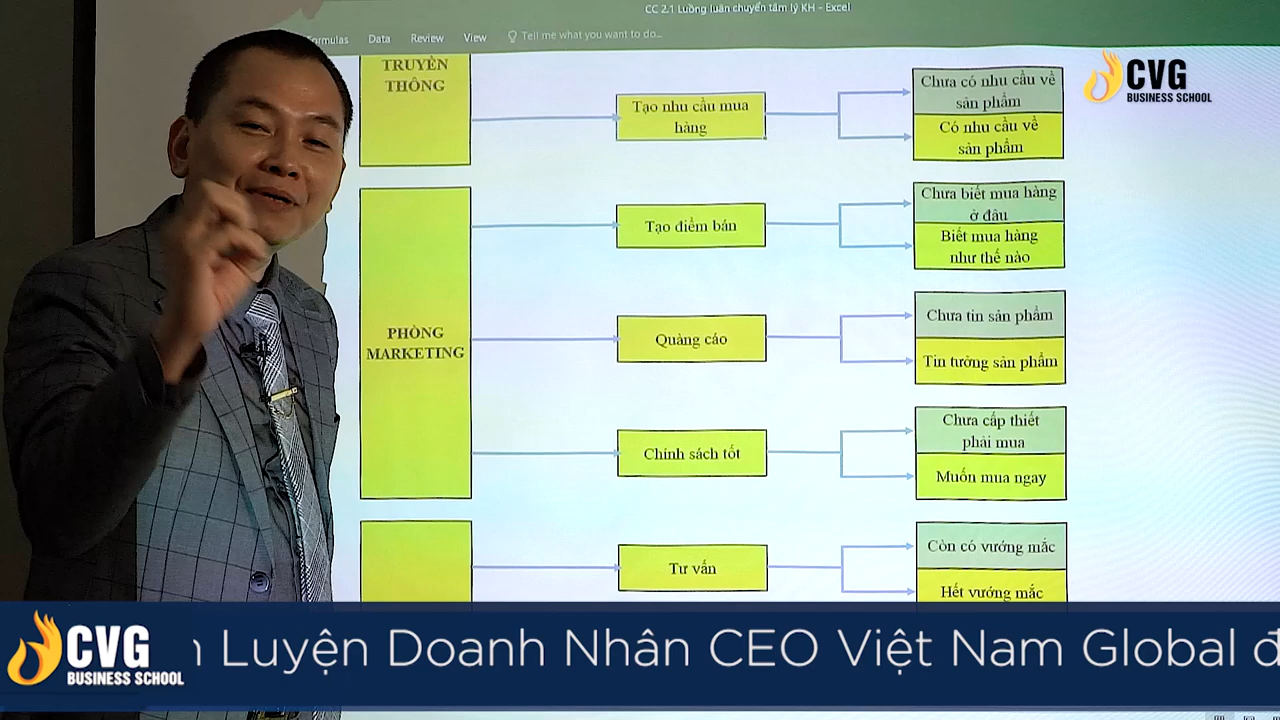 CC 2.1 Luồng luân chuyển tâm lý KH - Excel
Formulas Data Review View Tell me what you want to do...
TRUYỀN
THÔNG
Tạo nhu cầu mua
hàng
Chưa có nhu cầu về
sản phẩm
Có nhu cầu về
sản phẩm
CVG
BUSINESS SCHOOL
PHÒNG
MARKETING
Tạo điểm bán
Chưa biết mua hàng
ở đâu
Biết mua hàng
như thế nào
Quảng cáo
Chưa tin sản phẩm
Tin tưởng sản phẩm
Chính sách tốt
Chưa cấp thiết
phải mua
Muốn mua ngay
Tư vấn
Còn có vướng mắc
Hết vướng mắc
CVG
BUSINESS SCHOOL
n Luyện Doanh Nhân CEO Việt Nam Global đ